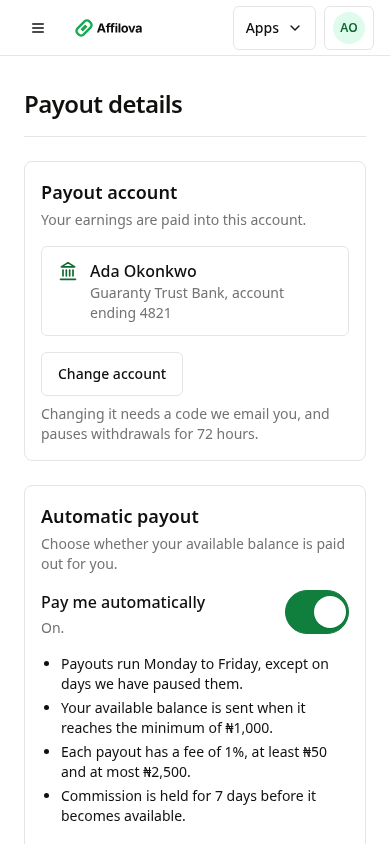 Affilova
Apps
AO
Payout details
Payout account
Your earnings are paid into this account.
Ada Okonkwo
Guaranty Trust Bank, account
ending 4821
Change account
Changing it needs a code we email you, and
pauses withdrawals for 72 hours.
Automatic payout
Choose whether your available balance is paid
out for you.
Pay me automatically
On.
• Payouts run Monday to Friday, except on
days we have paused them.
• Your available balance is sent when it
reaches the minimum of ₦1,000.
• Each payout has a fee of 1%, at least ₦50
and at most ₦2,500.
• Commission is held for 7 days before it
becomes available.